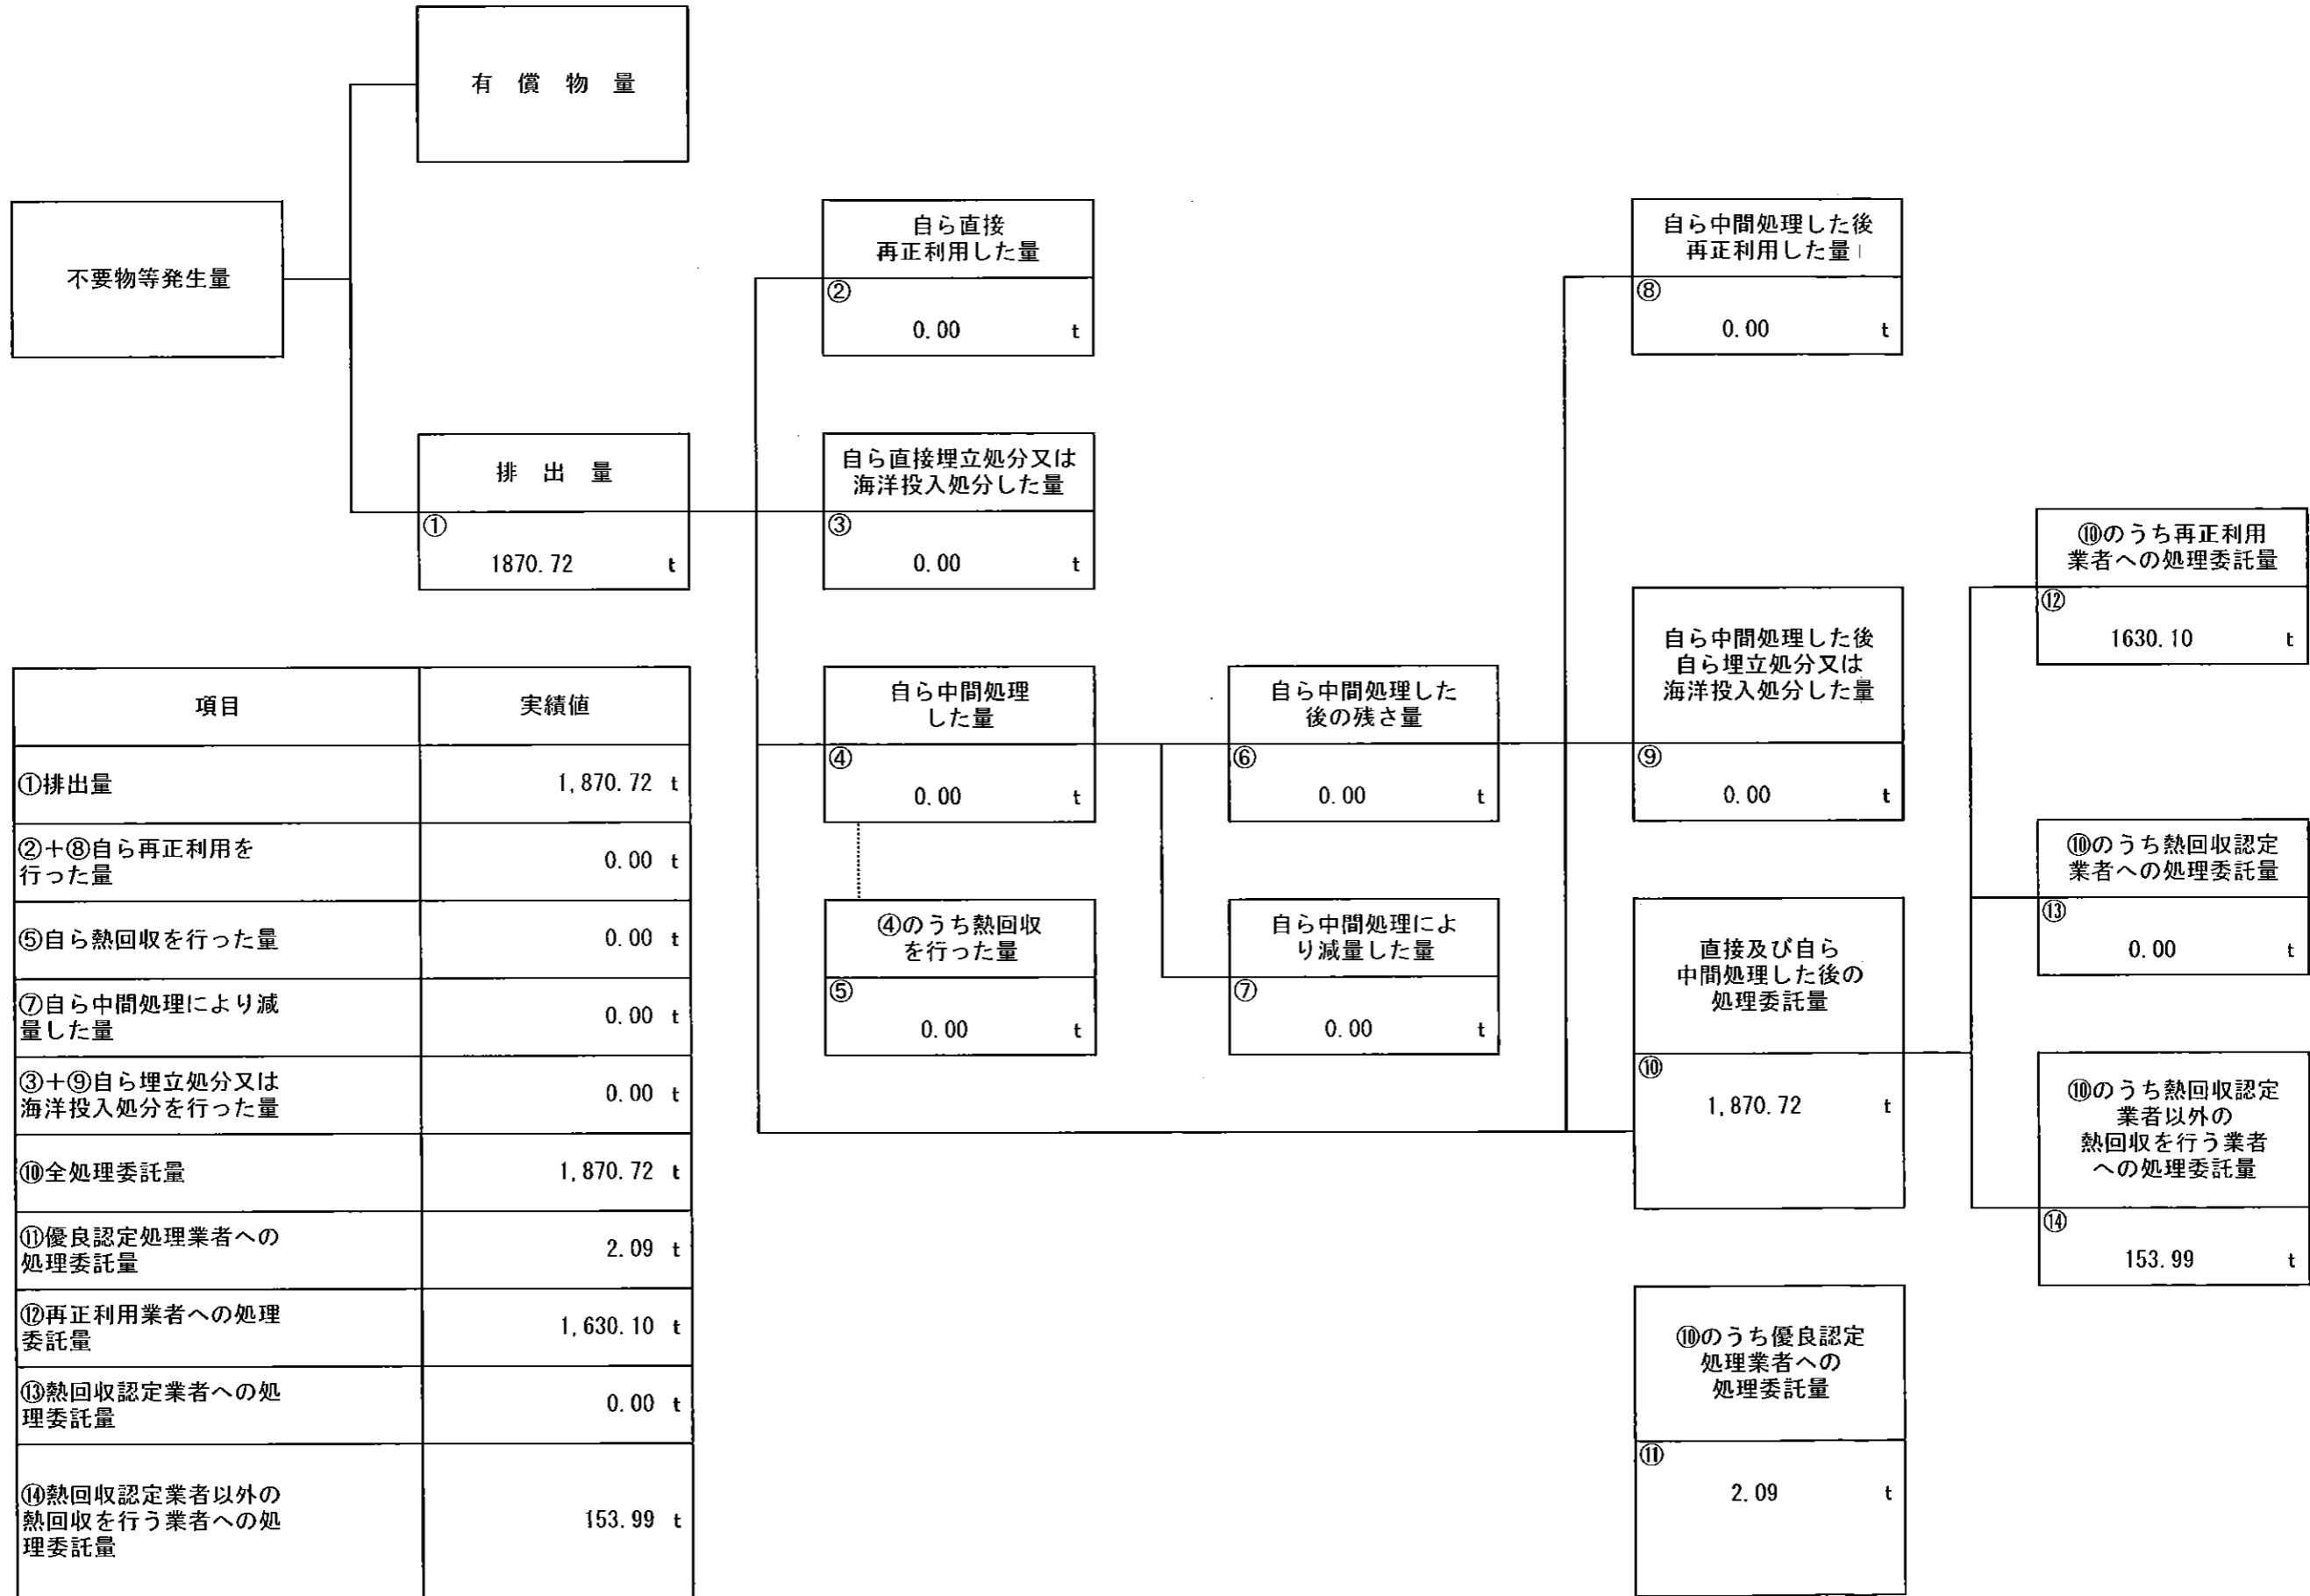 有 償 物 量
不要物等発生量
排 出 量
①
1870.72 t
自ら直接
再正利用した量
②
0.00 t
自ら直接埋立処分又は
海洋投入処分した量
③
0.00 t
自ら中間処理
した量
④
0.00 t
④のうち熱回収
を行った量
⑤
0.00 t
自ら中間処理した
後の残さ量
⑥
0.00 t
自ら中間処理によ
り減量した量
⑦
0.00 t
自ら中間処理した後
再正利用した量
⑧
0.00 t
自ら中間処理した後
自ら埋立処分又は
海洋投入処分した量
⑨
0.00 t
直接及び自ら
中間処理した後の
処理委託量
⑩
1,870.72 t
⑩のうち優良認定
処理業者への
処理委託量
⑪
2.09 t
⑩のうち再正利用
業者への処理委託量
⑫
1630.10 t
⑩のうち熱回収認定
業者への処理委託量
⑬
0.00 t
⑩のうち熱回収認定
業者以外の
熱回収を行う業者
への処理委託量
⑭
153.99 t
項目 実績値
①排出量 1,870.72 t
②+⑧自ら再正利用を
行った量 0.00 t
⑤自ら熱回収を行った量 0.00 t
⑦自ら中間処理により減
量した量 0.00 t
③+⑨自ら埋立処分又は
海洋投入処分を行った量 0.00 t
⑩全処理委託量 1,870.72 t
⑪優良認定処理業者への
処理委託量 2.09 t
⑫再正利用業者への処理
委託量 1,630.10 t
⑬熱回収認定業者への処
理委託量 0.00 t
⑭熱回収認定業者以外の
熱回収を行う業者への処
理委託量 153.99 t